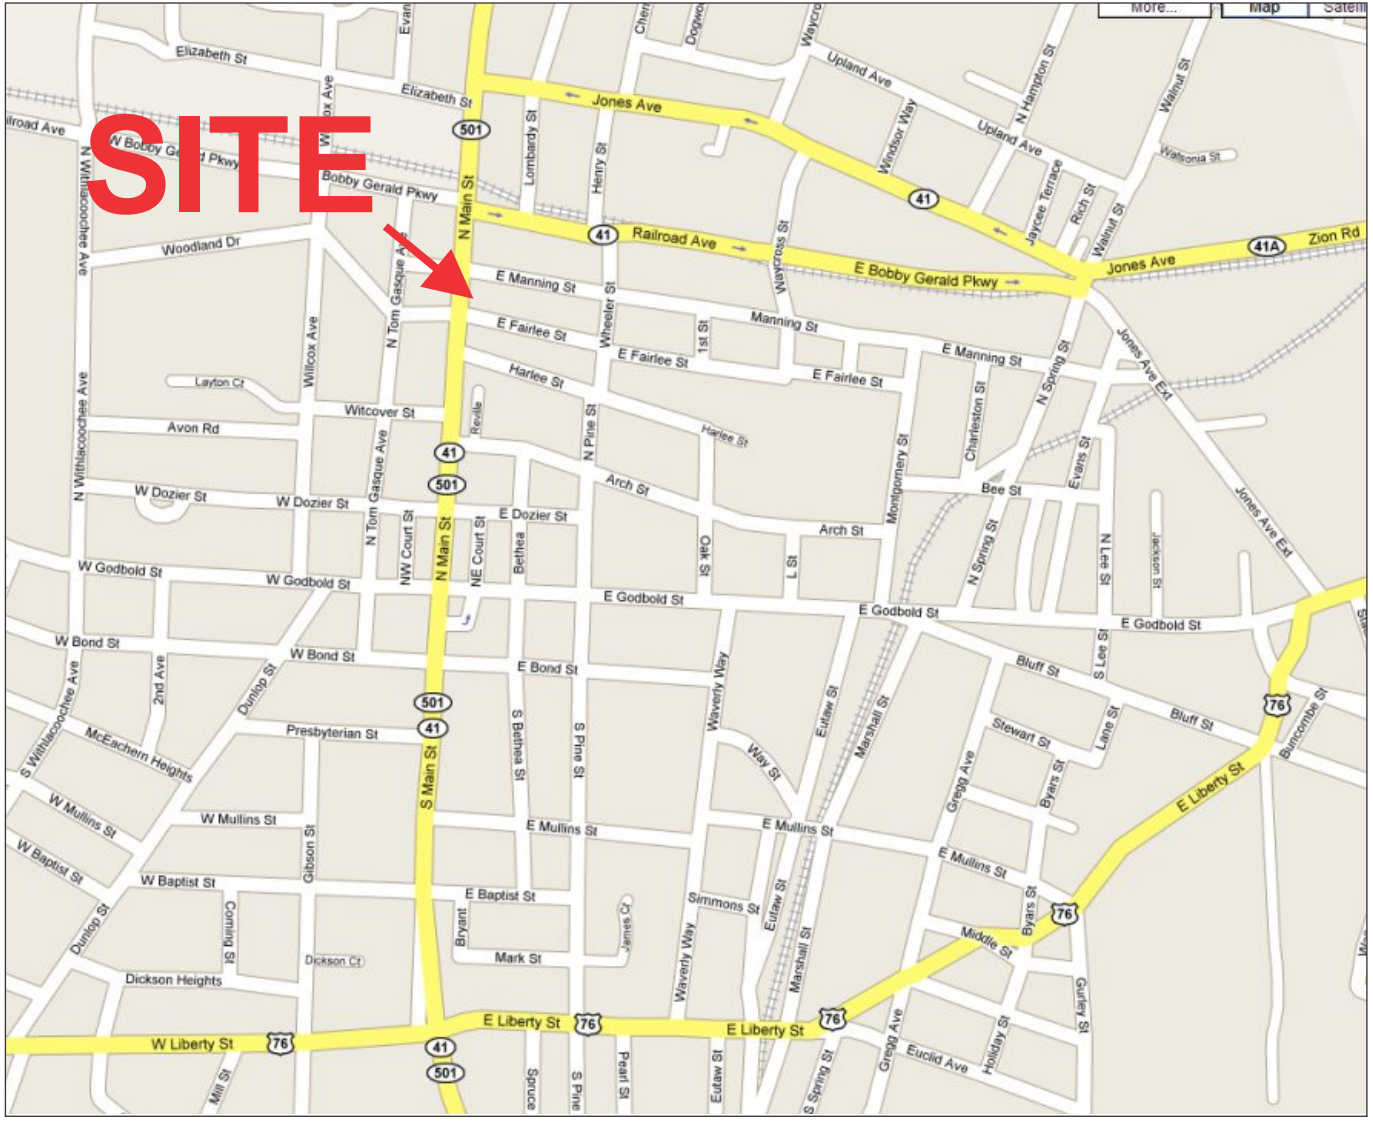 More...
Map
Evan
Waycro
Elizabeth St
Upland Ave
N Hampton St
Walnut St
Elizabeth St
Jones Ave
501
Windsor Way
Upland Ave
Walsonia St
SITE
W Bobby Gerald Pkwy
Bobby Gerald Pkwy
Lombardy St
Henry St
41
Jaycee Terrace
Rich St
Walnut St
N Withlacoochee Ave
N Main St
41
Railroad Ave
Waycross St
41A
Zion Rd
Woodland Dr
E Bobby Gerald Pkwy
Jones Ave
E Manning St
N Tom Gasque Ave
E Fairlee St
Wheeler St
1st St
Manning St
E Manning St
N Spring St
Jones Ave Ext
E Fairlee St
E Fairlee St
Willcox Ave
Harlee St
Layton Ct
Witcover St
Reville
N Withlacoochee Ave
Avon Rd
N Pine St
Harlee St
Charleston St
41
N Tom Gasque Ave
Montgomery St
Evans St
501
W Dozier St
W Dozier St
Arch St
Bee St
Jones Ave Ext
E Dozier St
Arch St
NW Court St
N Main St
NE Court St
Bethea
Oak St
L St
N Spring St
N Lee St
Jackson St
W Godbold St
W Godbold St
E Godbold St
E Godbold St
E Godbold St
W Bond St
W Bond St
E Bond St
S Lee St
Bluff St
2nd Ave
Dunlop St
Waverly Way
501
41
Eutaw St
Marshall St
Lane St
Bluff St
76
Buncombe St
S Withlacoochee Ave
McEachern Heights
Presbyterian St
S Main St
S Bethea St
S Pine St
Way St
Stewart St
Gregg Ave
Byars St
E Liberty St
W Mullins St
W Mullins St
E Mullins St
E Mullins St
E Mullins St
Gibson St
W Baptist St
W Baptist St
E Baptist St
Simmons St
Eutaw St
Byars St
76
Dunlop St
Coming St
Bryant
James Cr
Middle St
Dickson Ct
Mark St
Waverly Way
Marshall St
Dickson Heights
Gurley St
W Liberty St
76
E Liberty St
76
E Liberty St
76
Gregg Ave
Holiday St
Euclid Ave
41
501
Mill St
Spruce
S Pine
Pearl St
Eutaw St
S Spring St